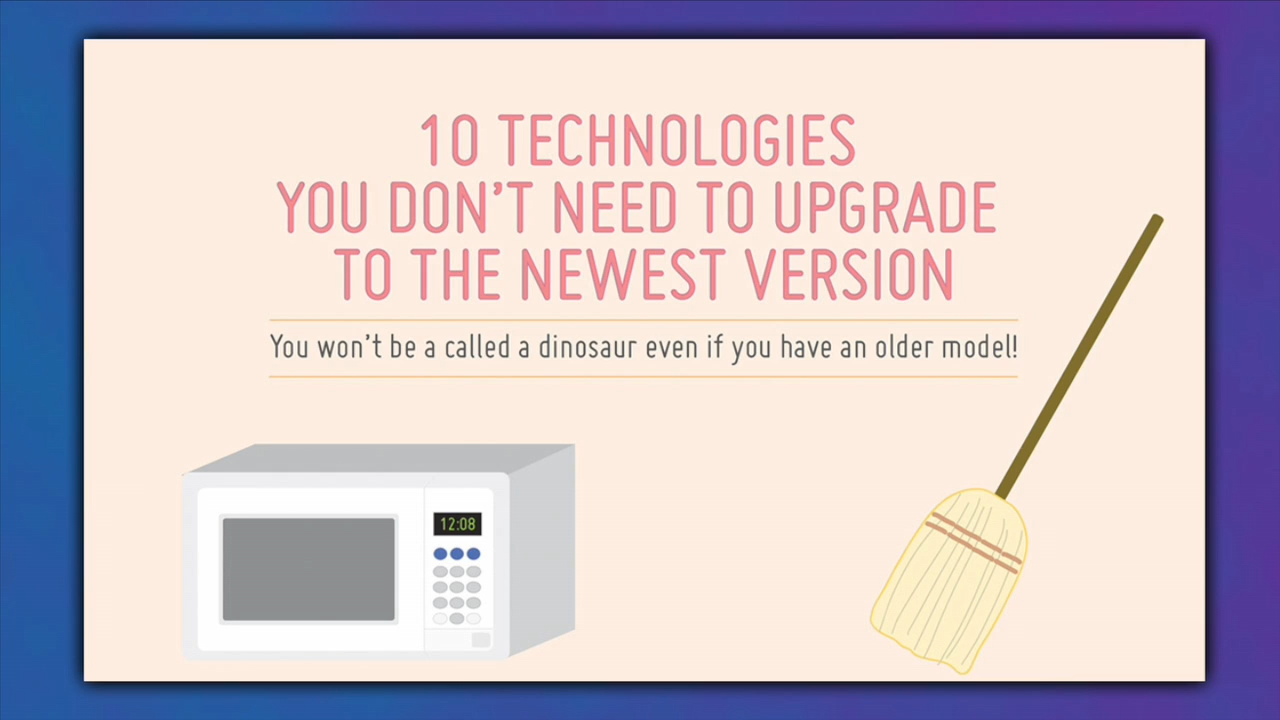 10 TECHNOLOGIES
YOU DON'T NEED TO UPGRADE
TO THE NEWEST VERSION
You won't be a called a dinosaur even if you have an older model!
12:08